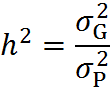 h² = σ²_G / σ²_P